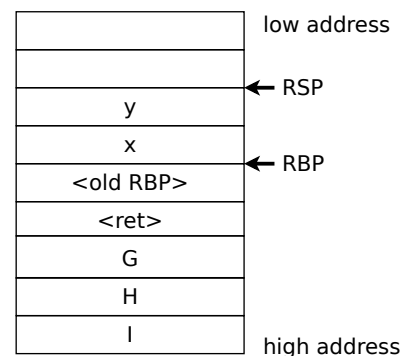 low address
RSP
y
x
RBP
<old RBP>
<ret>
G
H
I
high address